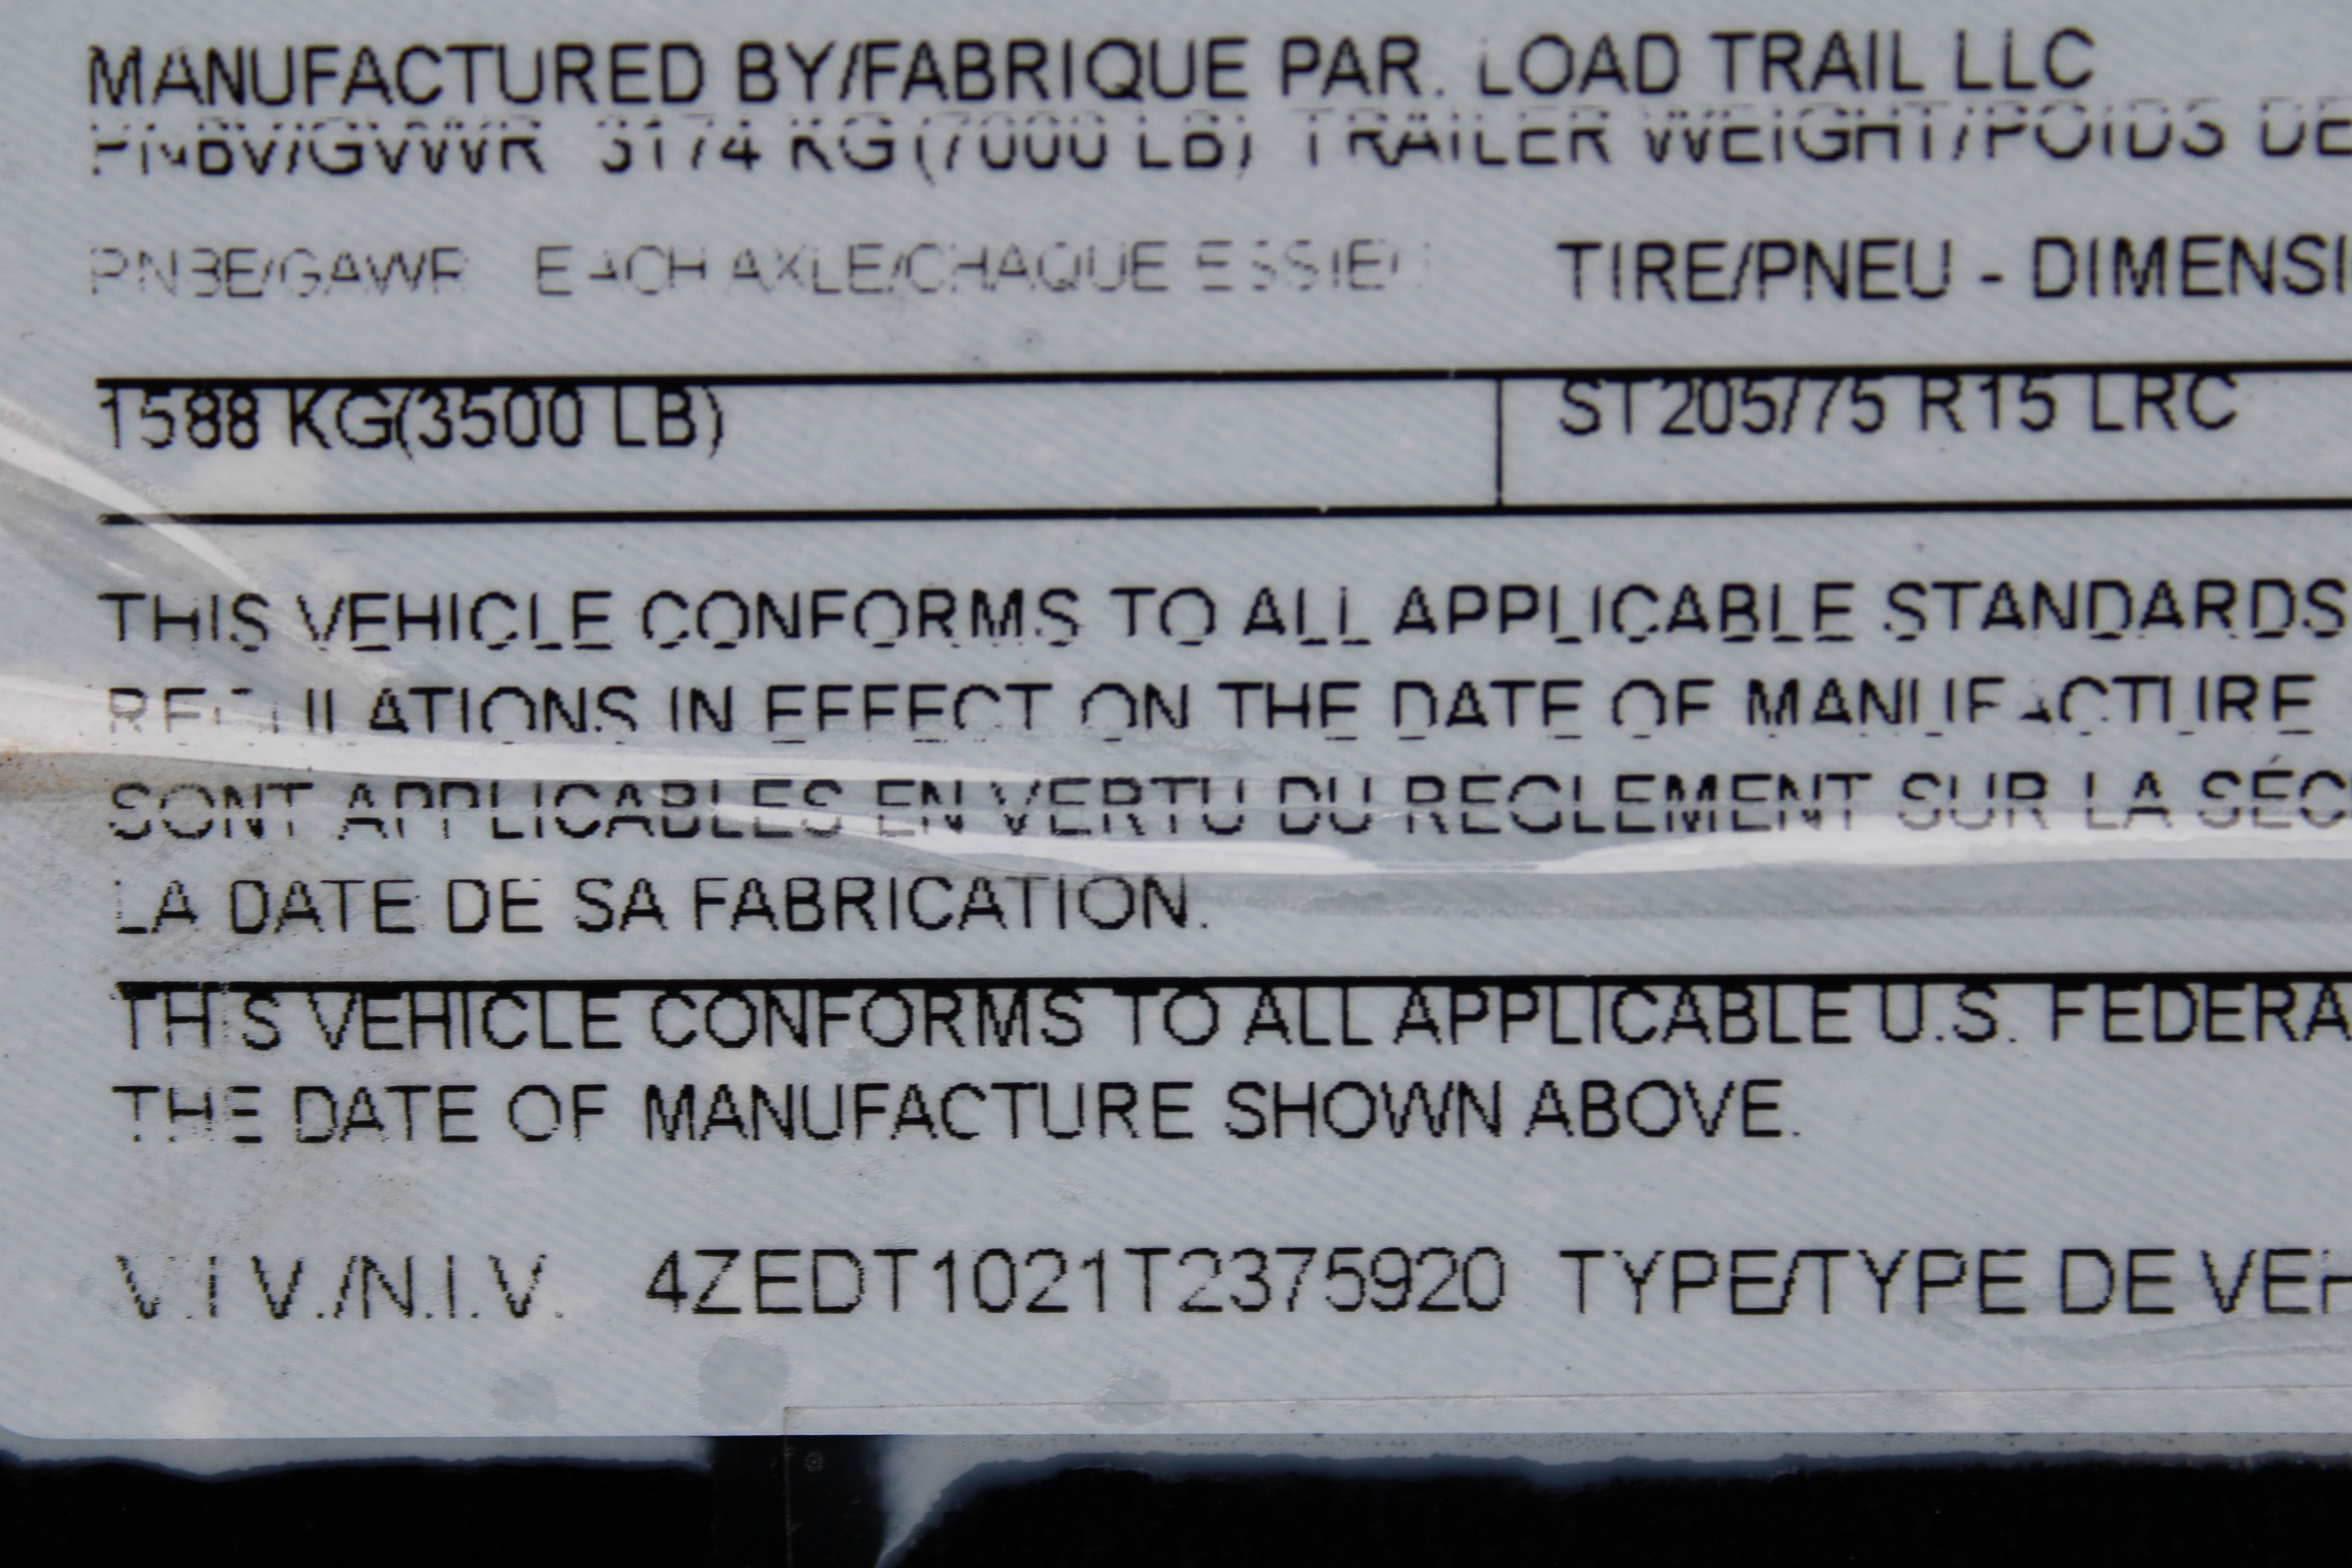 MANUFACTURED BY/FABRIQUE PAR. LOAD TRAIL LLC
PNBV/GVWR 3174 KG (7000 LB) TRAILER WEIGHT/POIDS DE
PNBE/GAWR EACH AXLE/CHAQUE ESSIEU TIRE/PNEU - DIMENSI
1588 KG(3500 LB) ST205/75 R15 LRC
THIS VEHICLE CONFORMS TO ALL APPLICABLE STANDARDS
REGULATIONS IN EFFECT ON THE DATE OF MANUFACTURE
SONT APPLICABLES EN VERTU DU REGLEMENT SUR LA SÉC
LA DATE DE SA FABRICATION.
THIS VEHICLE CONFORMS TO ALL APPLICABLE U.S. FEDERA
THE DATE OF MANUFACTURE SHOWN ABOVE.
V.I.V./N.I.V. 4ZEDT1021T2375920 TYPE/TYPE DE VEH